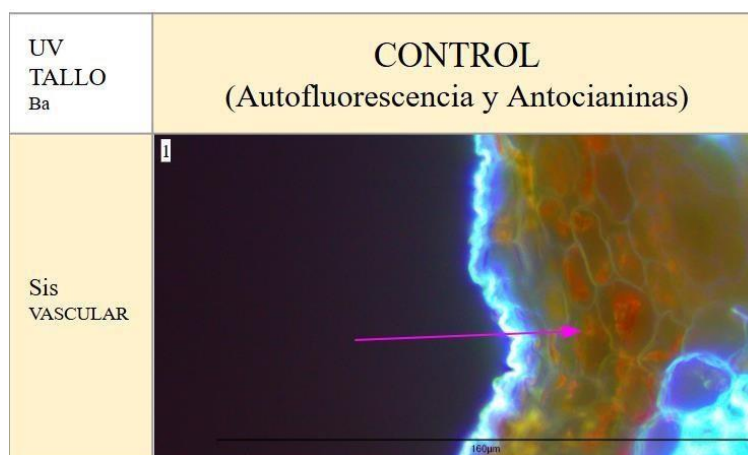 UV
TALLO
Ba
CONTROL
(Autofluorescencia y Antocianinas)
1
Sis
VASCULAR
160µm